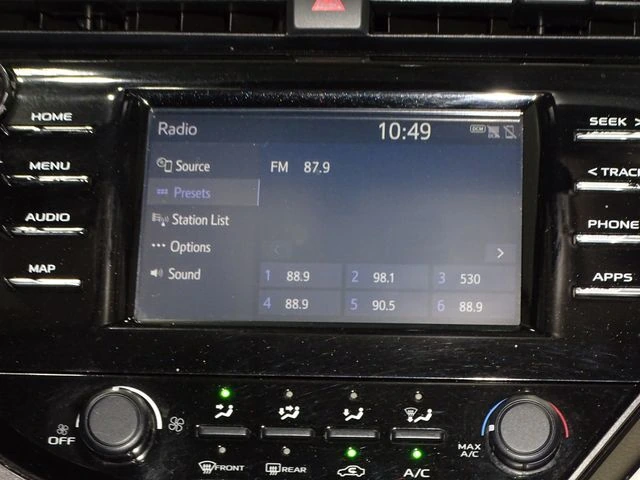 HOME
MENU
AUDIO
MAP
Radio 10:49 DCM
Source
Presets
Station List
Options
Sound
FM 87.9
< >
1 88.9 2 98.1 3 530
4 88.9 5 90.5 6 88.9
SEEK >
< TRACK
PHONE
APPS
OFF
FRONT
REAR
A/C
MAX
A/C